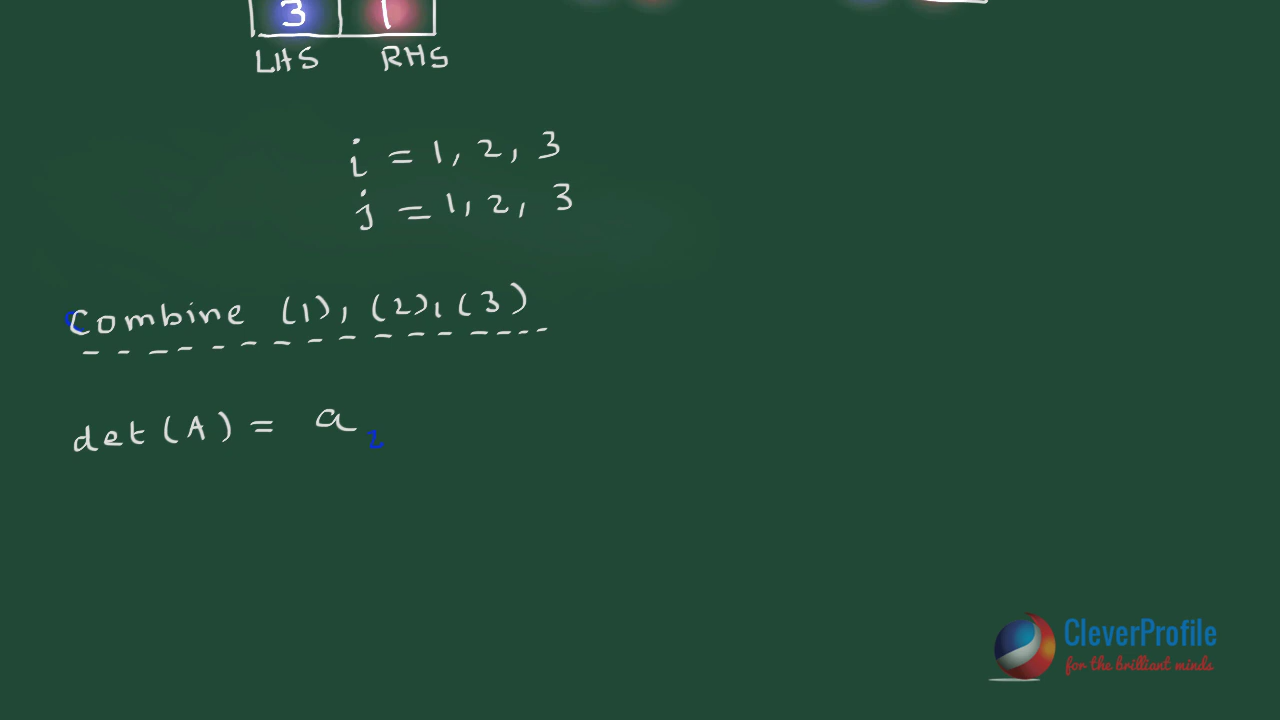 3 1
LHS RHS
i = 1, 2, 3
j = 1, 2, 3
Combine (1), (2), (3)
det(A) = a 2
CleverProfile
for the brilliant minds